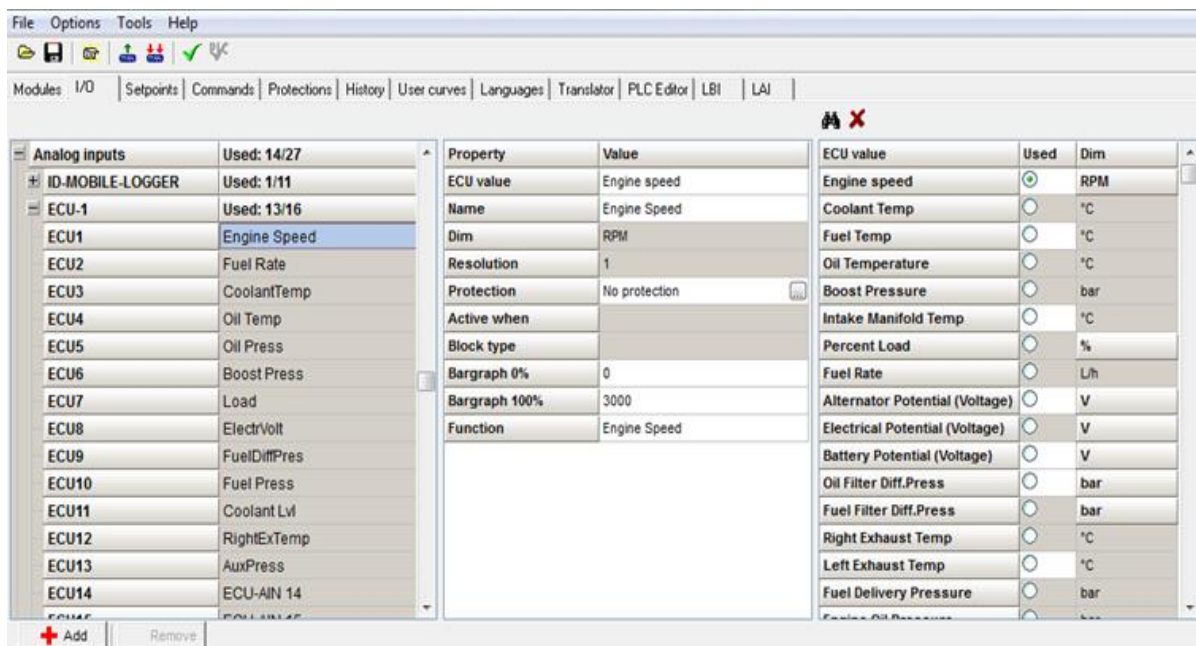 File Options Tools Help
Modules I/O Setpoints Commands Protections History User curves Languages Translator PLC Editor LBI LAI
Analog inputs Used: 14/27 Property Value ECU value Used Dim
ID-MOBILE-LOGGER Used: 1/11 ECU value Engine speed Engine speed RPM
ECU-1 Used: 13/16 Name Engine Speed Coolant Temp °C
ECU1 Engine Speed Dim RPM Fuel Temp °C
ECU2 Fuel Rate Resolution 1 Oil Temperature °C
ECU3 CoolantTemp Protection No protection ... Boost Pressure bar
ECU4 Oil Temp Active when Intake Manifold Temp °C
ECU5 Oil Press Block type Percent Load %
ECU6 Boost Press Bargraph 0% 0 Fuel Rate L/h
ECU7 Load Bargraph 100% 3000 Alternator Potential (Voltage) V
ECU8 ElectrVolt Function Engine Speed Electrical Potential (Voltage) V
ECU9 FuelDiffPres Battery Potential (Voltage) V
ECU10 Fuel Press Oil Filter Diff.Press bar
ECU11 Coolant Lvl Fuel Filter Diff.Press bar
ECU12 RightExTemp Right Exhaust Temp °C
ECU13 AuxPress Left Exhaust Temp °C
ECU14 ECU-AIN 14 Fuel Delivery Pressure bar
ECU15 ECU-AIN 15 Engine Oil Pressure bar
Add Remove